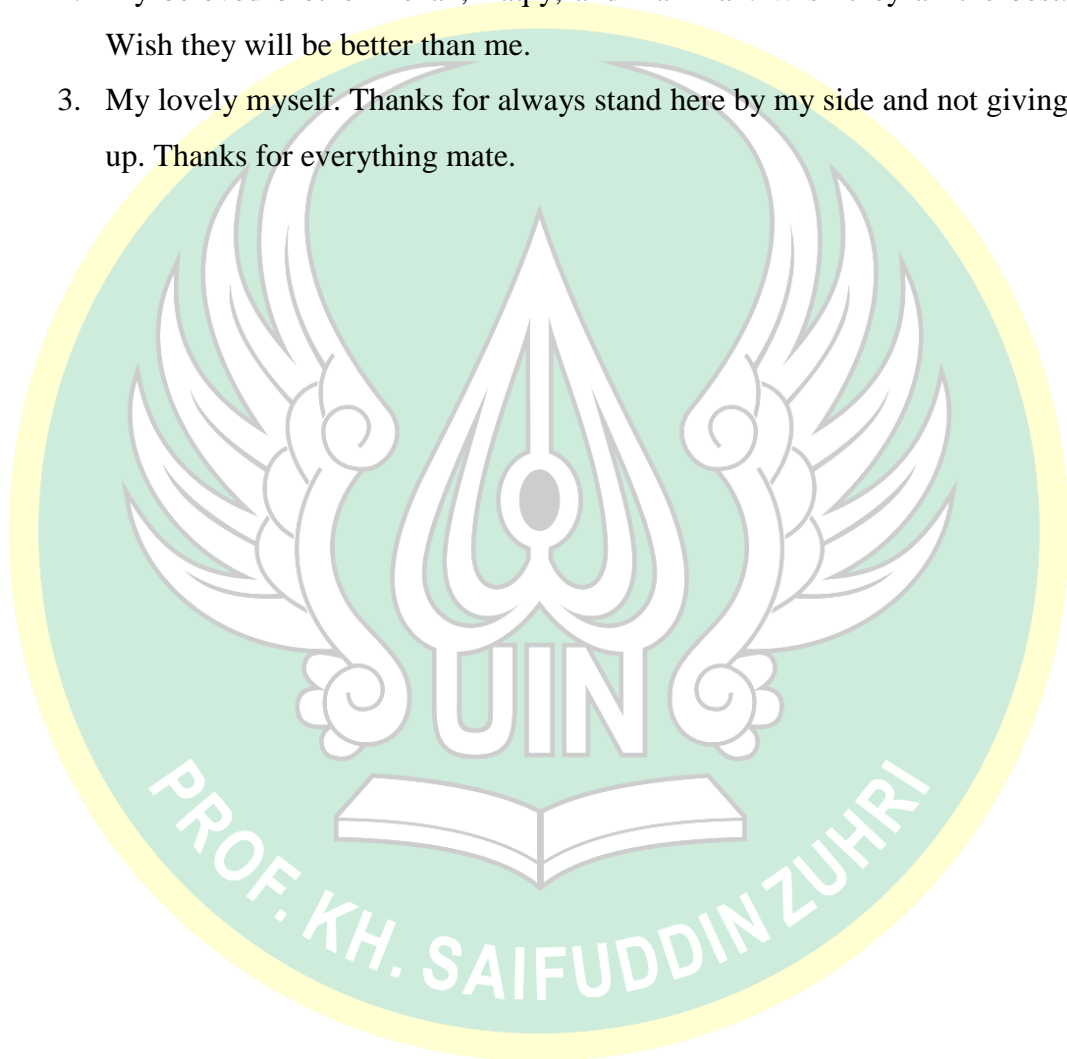 Wish they will be better than me.
3. My lovely myself. Thanks for always stand here by my side and not giving
up. Thanks for everything mate.
UIN
PROF. KH. SAIFUDDIN ZUHRI